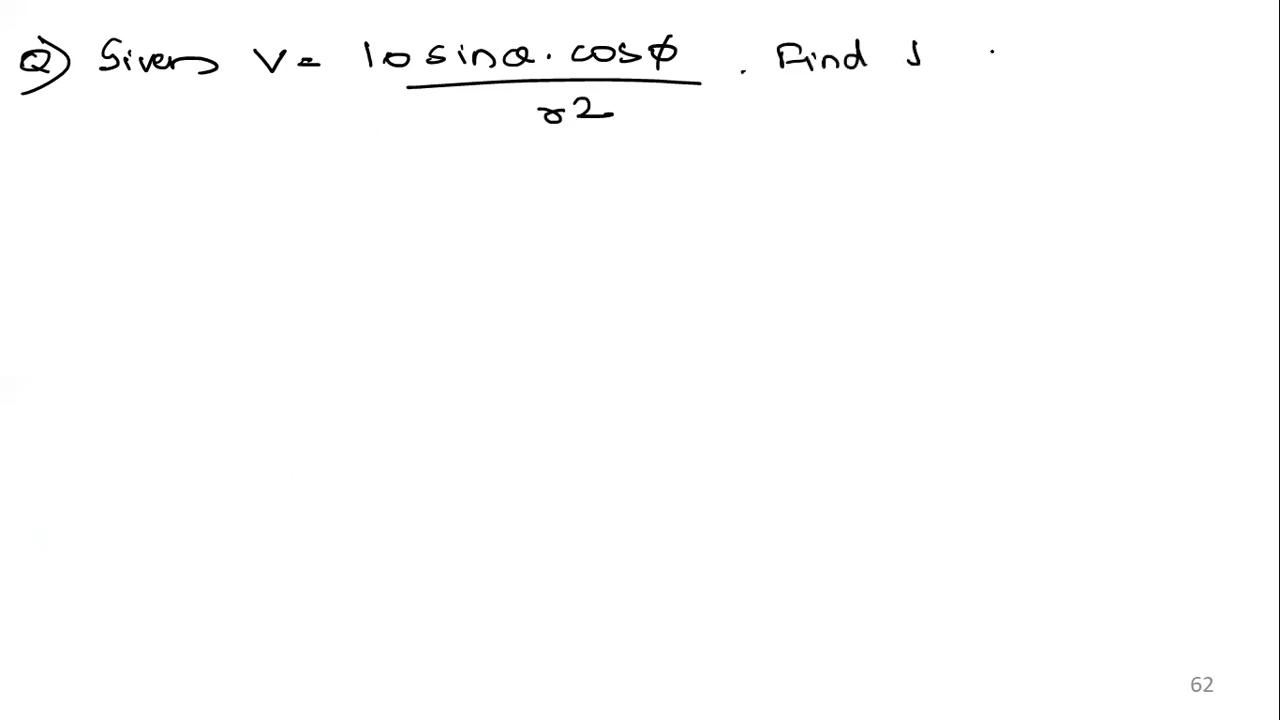 Q) Given V = 10 sinθ . cosφ . Find
r2
62